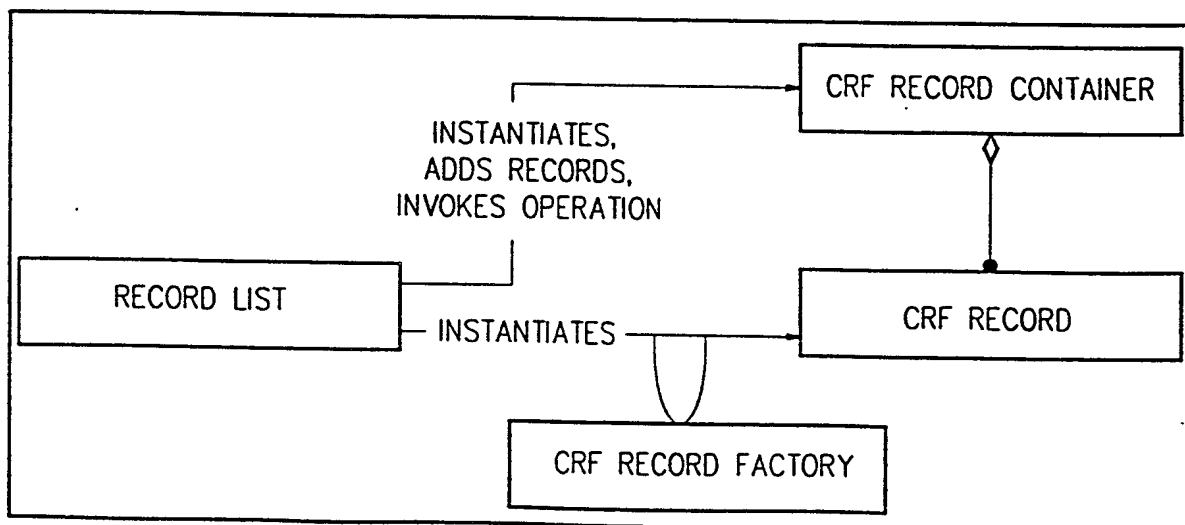 CRF RECORD CONTAINER
INSTANTIATES,
ADDS RECORDS,
INVOKES OPERATION
RECORD LIST
CRF RECORD
INSTANTIATES
CRF RECORD FACTORY